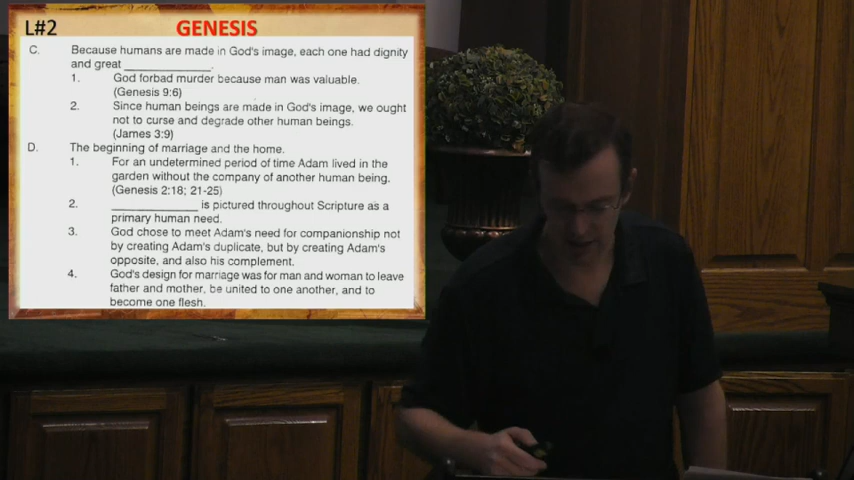 L#2 GENESIS
C. Because humans are made in God's image, each one had dignity
and great ____________.
1. God forbad murder because man was valuable.
(Genesis 9:6)
2. Since human beings are made in God's image, we ought
not to curse and degrade other human beings.
(James 3:9)
D. The beginning of marriage and the home.
1. For an undetermined period of time Adam lived in the
garden without the company of another human being.
(Genesis 2:18; 21-25)
2. ____________ is pictured throughout Scripture as a
primary human need.
3. God chose to meet Adam's need for companionship not
by creating Adam's duplicate, but by creating Adam's
opposite, and also his complement.
4. God's design for marriage was for man and woman to leave
father and mother, be united to one another, and to
become one flesh.